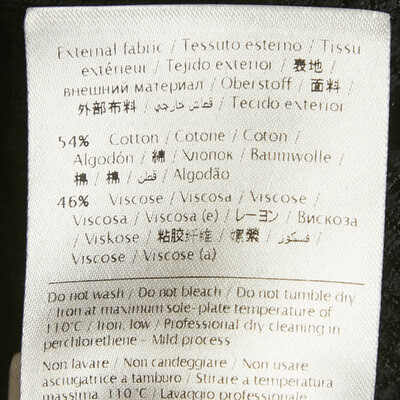 External fabric / Tessuto esterno / Tissu
extérieur / Tejido exterior / 表地 /
внешний материал / Oberstoff / 面料 /
外部布料 / قماش خارجي / Tecido exterior
54% Cotton / Cotone / Coton /
Algodón / 綿 / Хлопок / Baumwolle /
棉 / 棉 / قطن / Algodão
46% Viscose / Viscosa / Viscose /
Viscosa / Viscosa (e) / レーヨン / Вискоза
/ Viskose / 粘胶纤维 / 嫘縈 / فسكوز /
Viscose / Viscose (a)
Do not wash / Do not bleach / Do not tumble dry
/ Iron at maximum sole-plate temperature of
110°C / Iron, low / Professional dry cleaning in
perchlorethene - Mild process
Non lavare / Non candeggiare / Non usare
asciugatrice a tamburo / Stirare a temperatura
massima 110°C / Lavaggio professionale